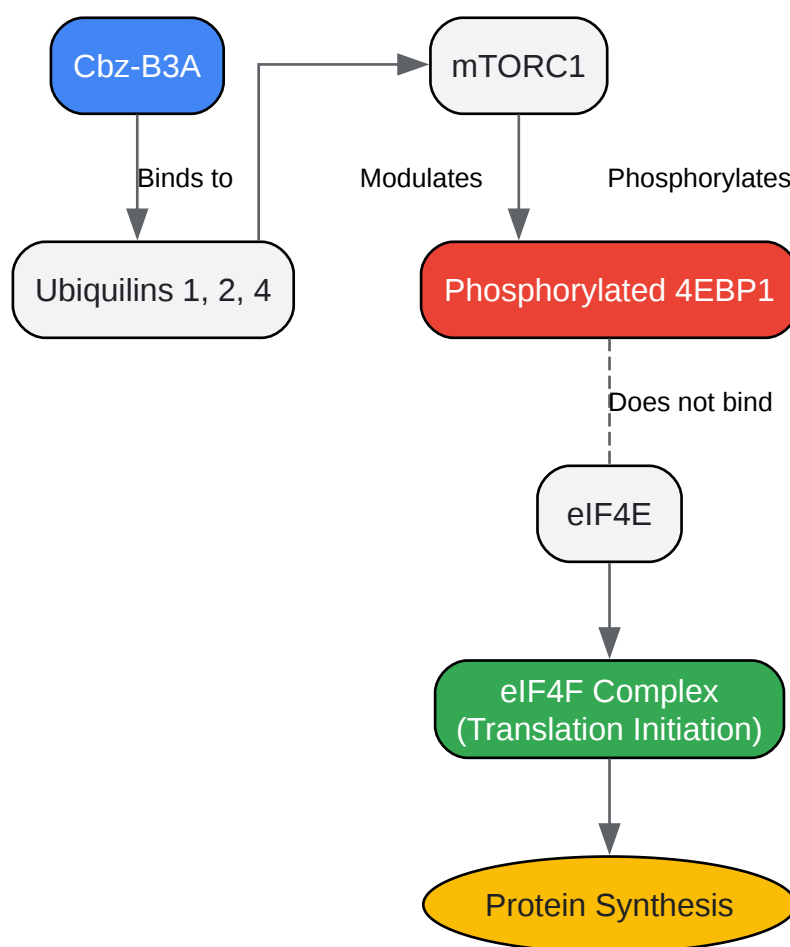 Cbz-B3A
mTORC1
Binds to
Modulates
Phosphorylates
Ubiquilins 1, 2, 4
Phosphorylated 4EBP1
Does not bind
eIF4E
eIF4F Complex
(Translation Initiation)
Protein Synthesis